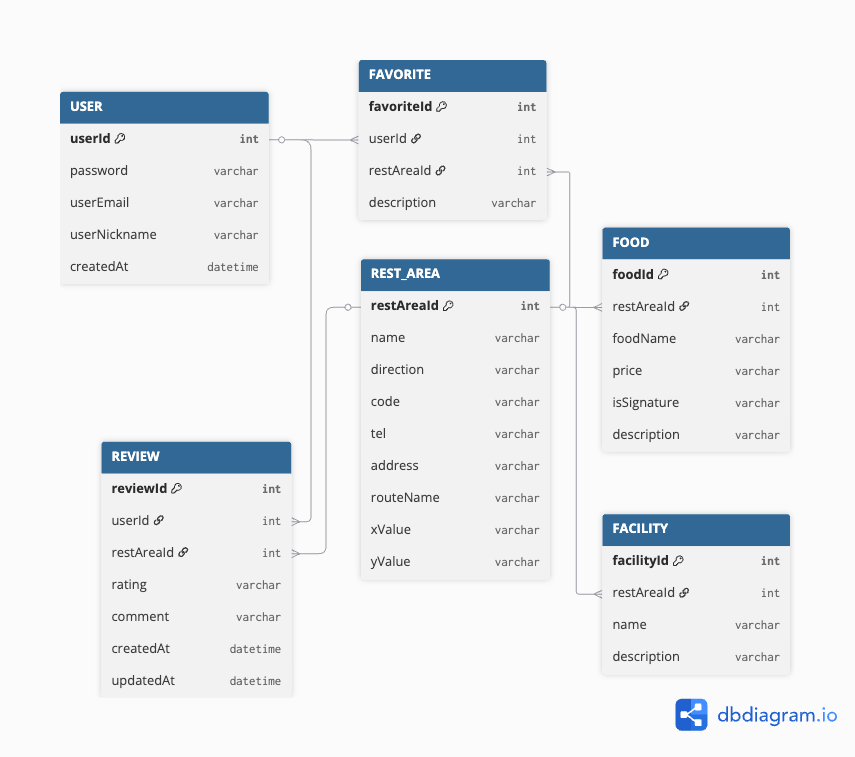 USER
userId int
password varchar
userEmail varchar
userNickname varchar
createdAt datetime
FAVORITE
favoriteId int
userId int
restAreaId int
description varchar
REST_AREA
restAreaId int
name varchar
direction varchar
code varchar
tel varchar
address varchar
routeName varchar
xValue varchar
yValue varchar
FOOD
foodId int
restAreaId int
foodName varchar
price varchar
isSignature varchar
description varchar
REVIEW
reviewId int
userId int
restAreaId int
rating varchar
comment varchar
createdAt datetime
updatedAt datetime
FACILITY
facilityId int
restAreaId int
name varchar
description varchar
dbdiagram.io